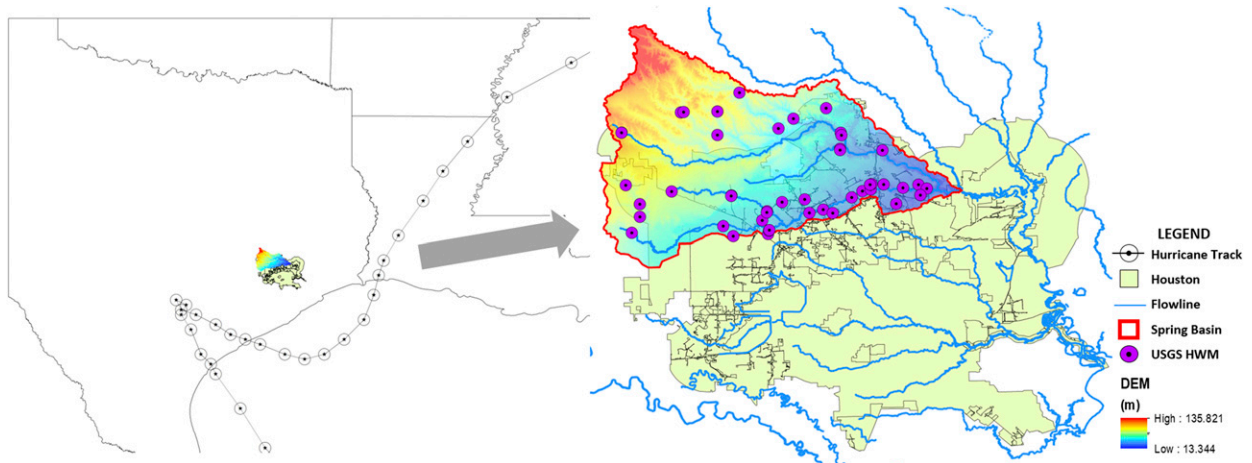 LEGEND
Hurricane Track
Houston
Flowline
Spring Basin
USGS HWM
DEM
(m)
High : 135.821
Low : 13.344